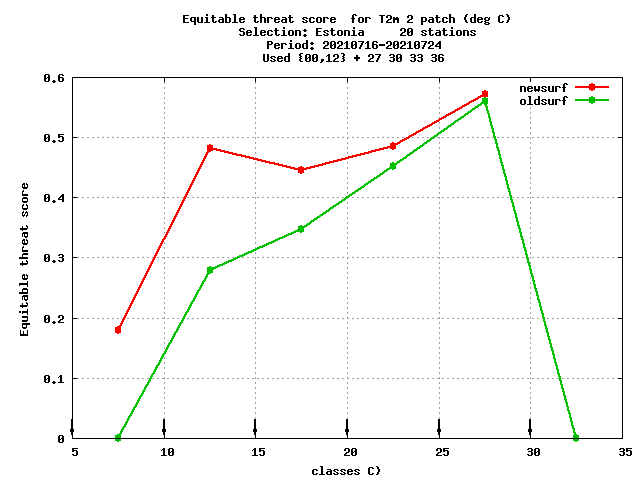 Equitable threat score  for T2m 2 patch (deg C)
Selection: Estonia     20 stations
Period: 20210716-20210724
Used {00,12} + 27 30 33 36
newsurf
oldsurf
0.6
0.5
0.4
0.3
0.2
0.1
0
Equitable threat score
5 10 15 20 25 30 35
classes C)